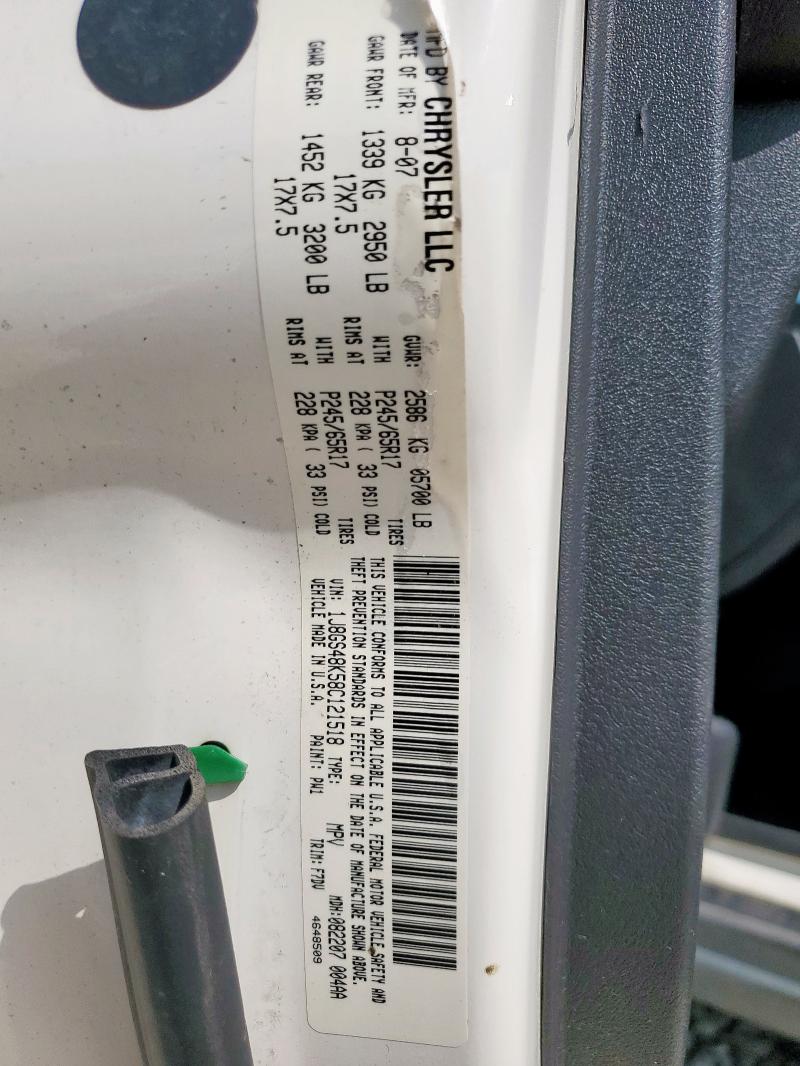 MFD BY CHRYSLER LLC
DATE OF MFR: 8-07 GVWR: 2586 KG 05700 LB
GAWR FRONT: 1339 KG 2950 LB WITH P245/65R17 TIRES
17X7.5 RIMS AT 228 KPA ( 33 PSI) COLD
GAWR REAR: 1452 KG 3200 LB WITH P245/65R17 TIRES
17X7.5 RIMS AT 228 KPA ( 33 PSI) COLD
THIS VEHICLE CONFORMS TO ALL APPLICABLE U.S.A. FEDERAL MOTOR VEHICLE SAFETY AND
THEFT PREVENTION STANDARDS IN EFFECT ON THE DATE OF MANUFACTURE SHOWN ABOVE.
VIN: 1J8GS48K58C121518 TYPE: MPV MDH:082207 004AA
VEHICLE MADE IN U.S.A. PAINT: PW1 TRIM: F7DV 4648509